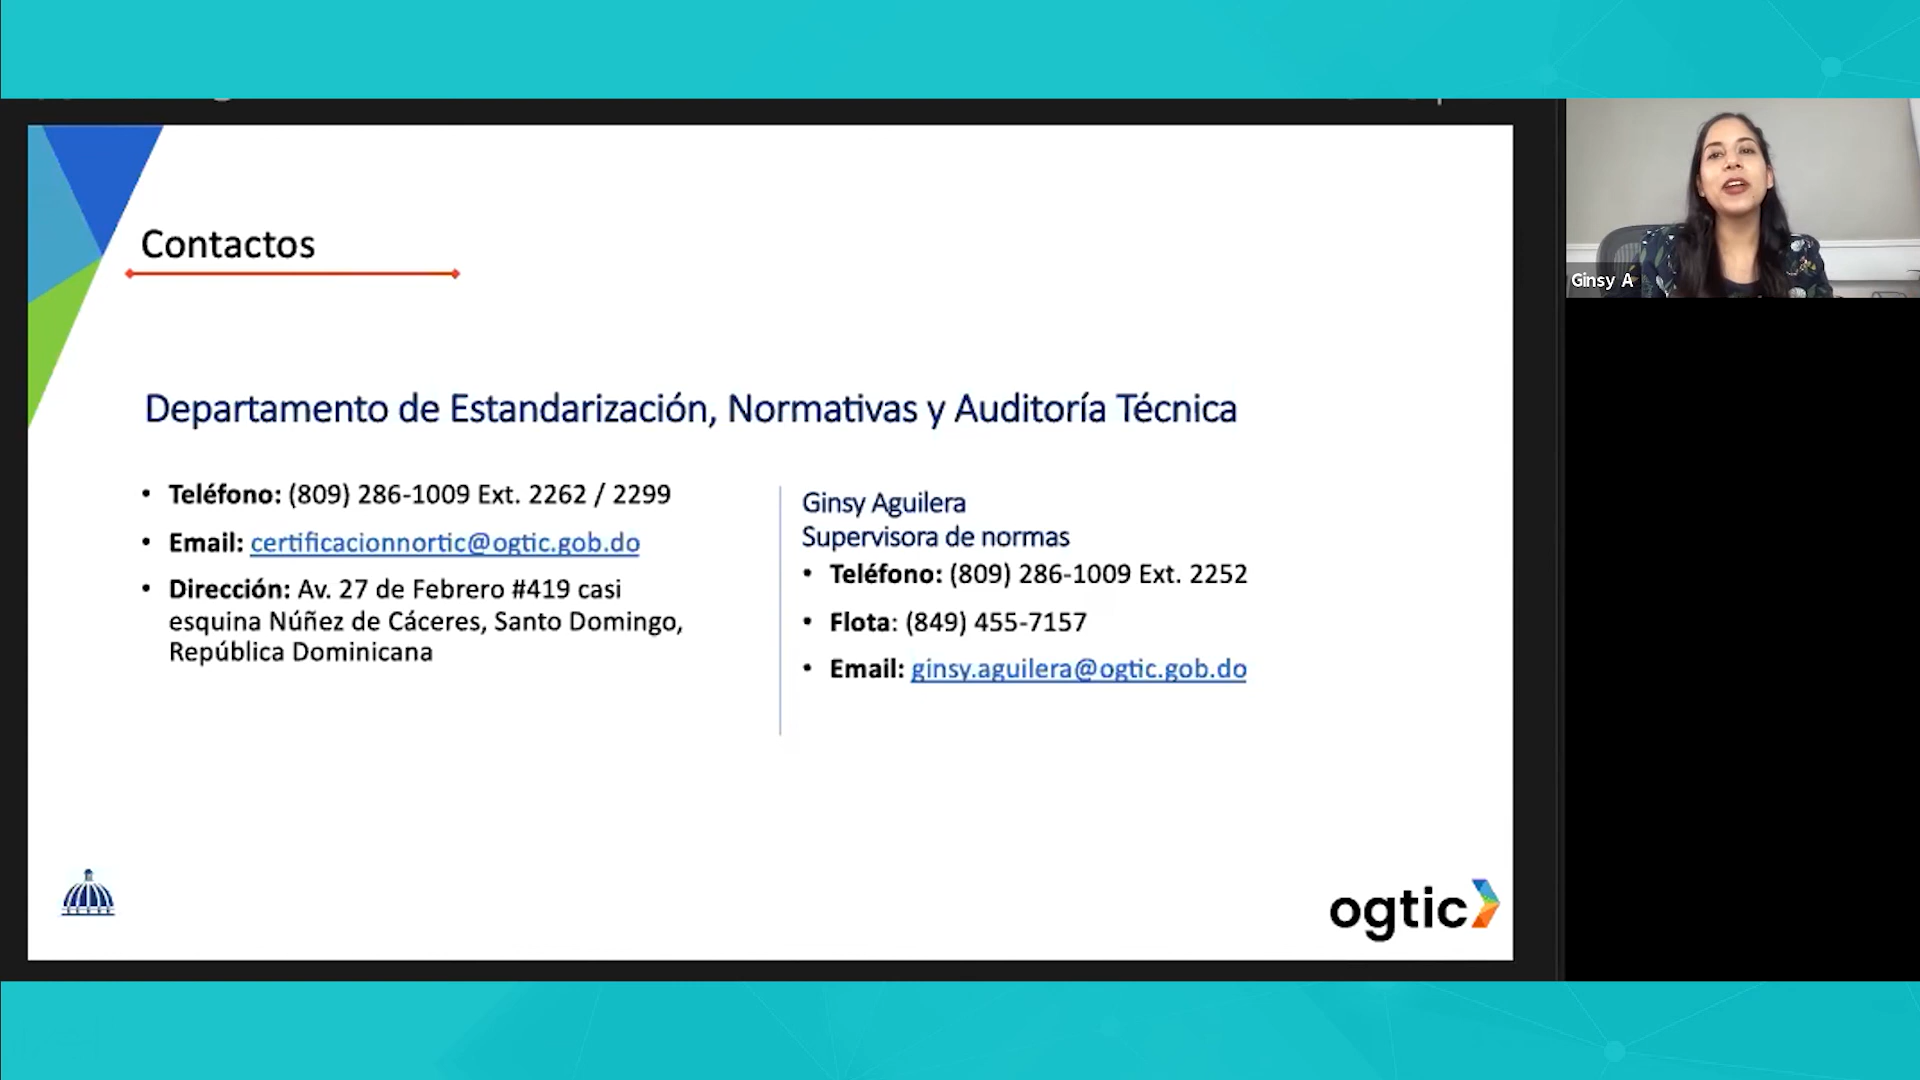 Contactos
Departamento de Estandarización, Normativas y Auditoría Técnica
• Teléfono: (809) 286-1009 Ext. 2262 / 2299
• Email: certificacionnortic@ogtic.gob.do
• Dirección: Av. 27 de Febrero #419 casi
esquina Núñez de Cáceres, Santo Domingo,
República Dominicana
Ginsy Aguilera
Supervisora de normas
• Teléfono: (809) 286-1009 Ext. 2252
• Flota: (849) 455-7157
• Email: ginsy.aguilera@ogtic.gob.do
ogtic
Ginsy A